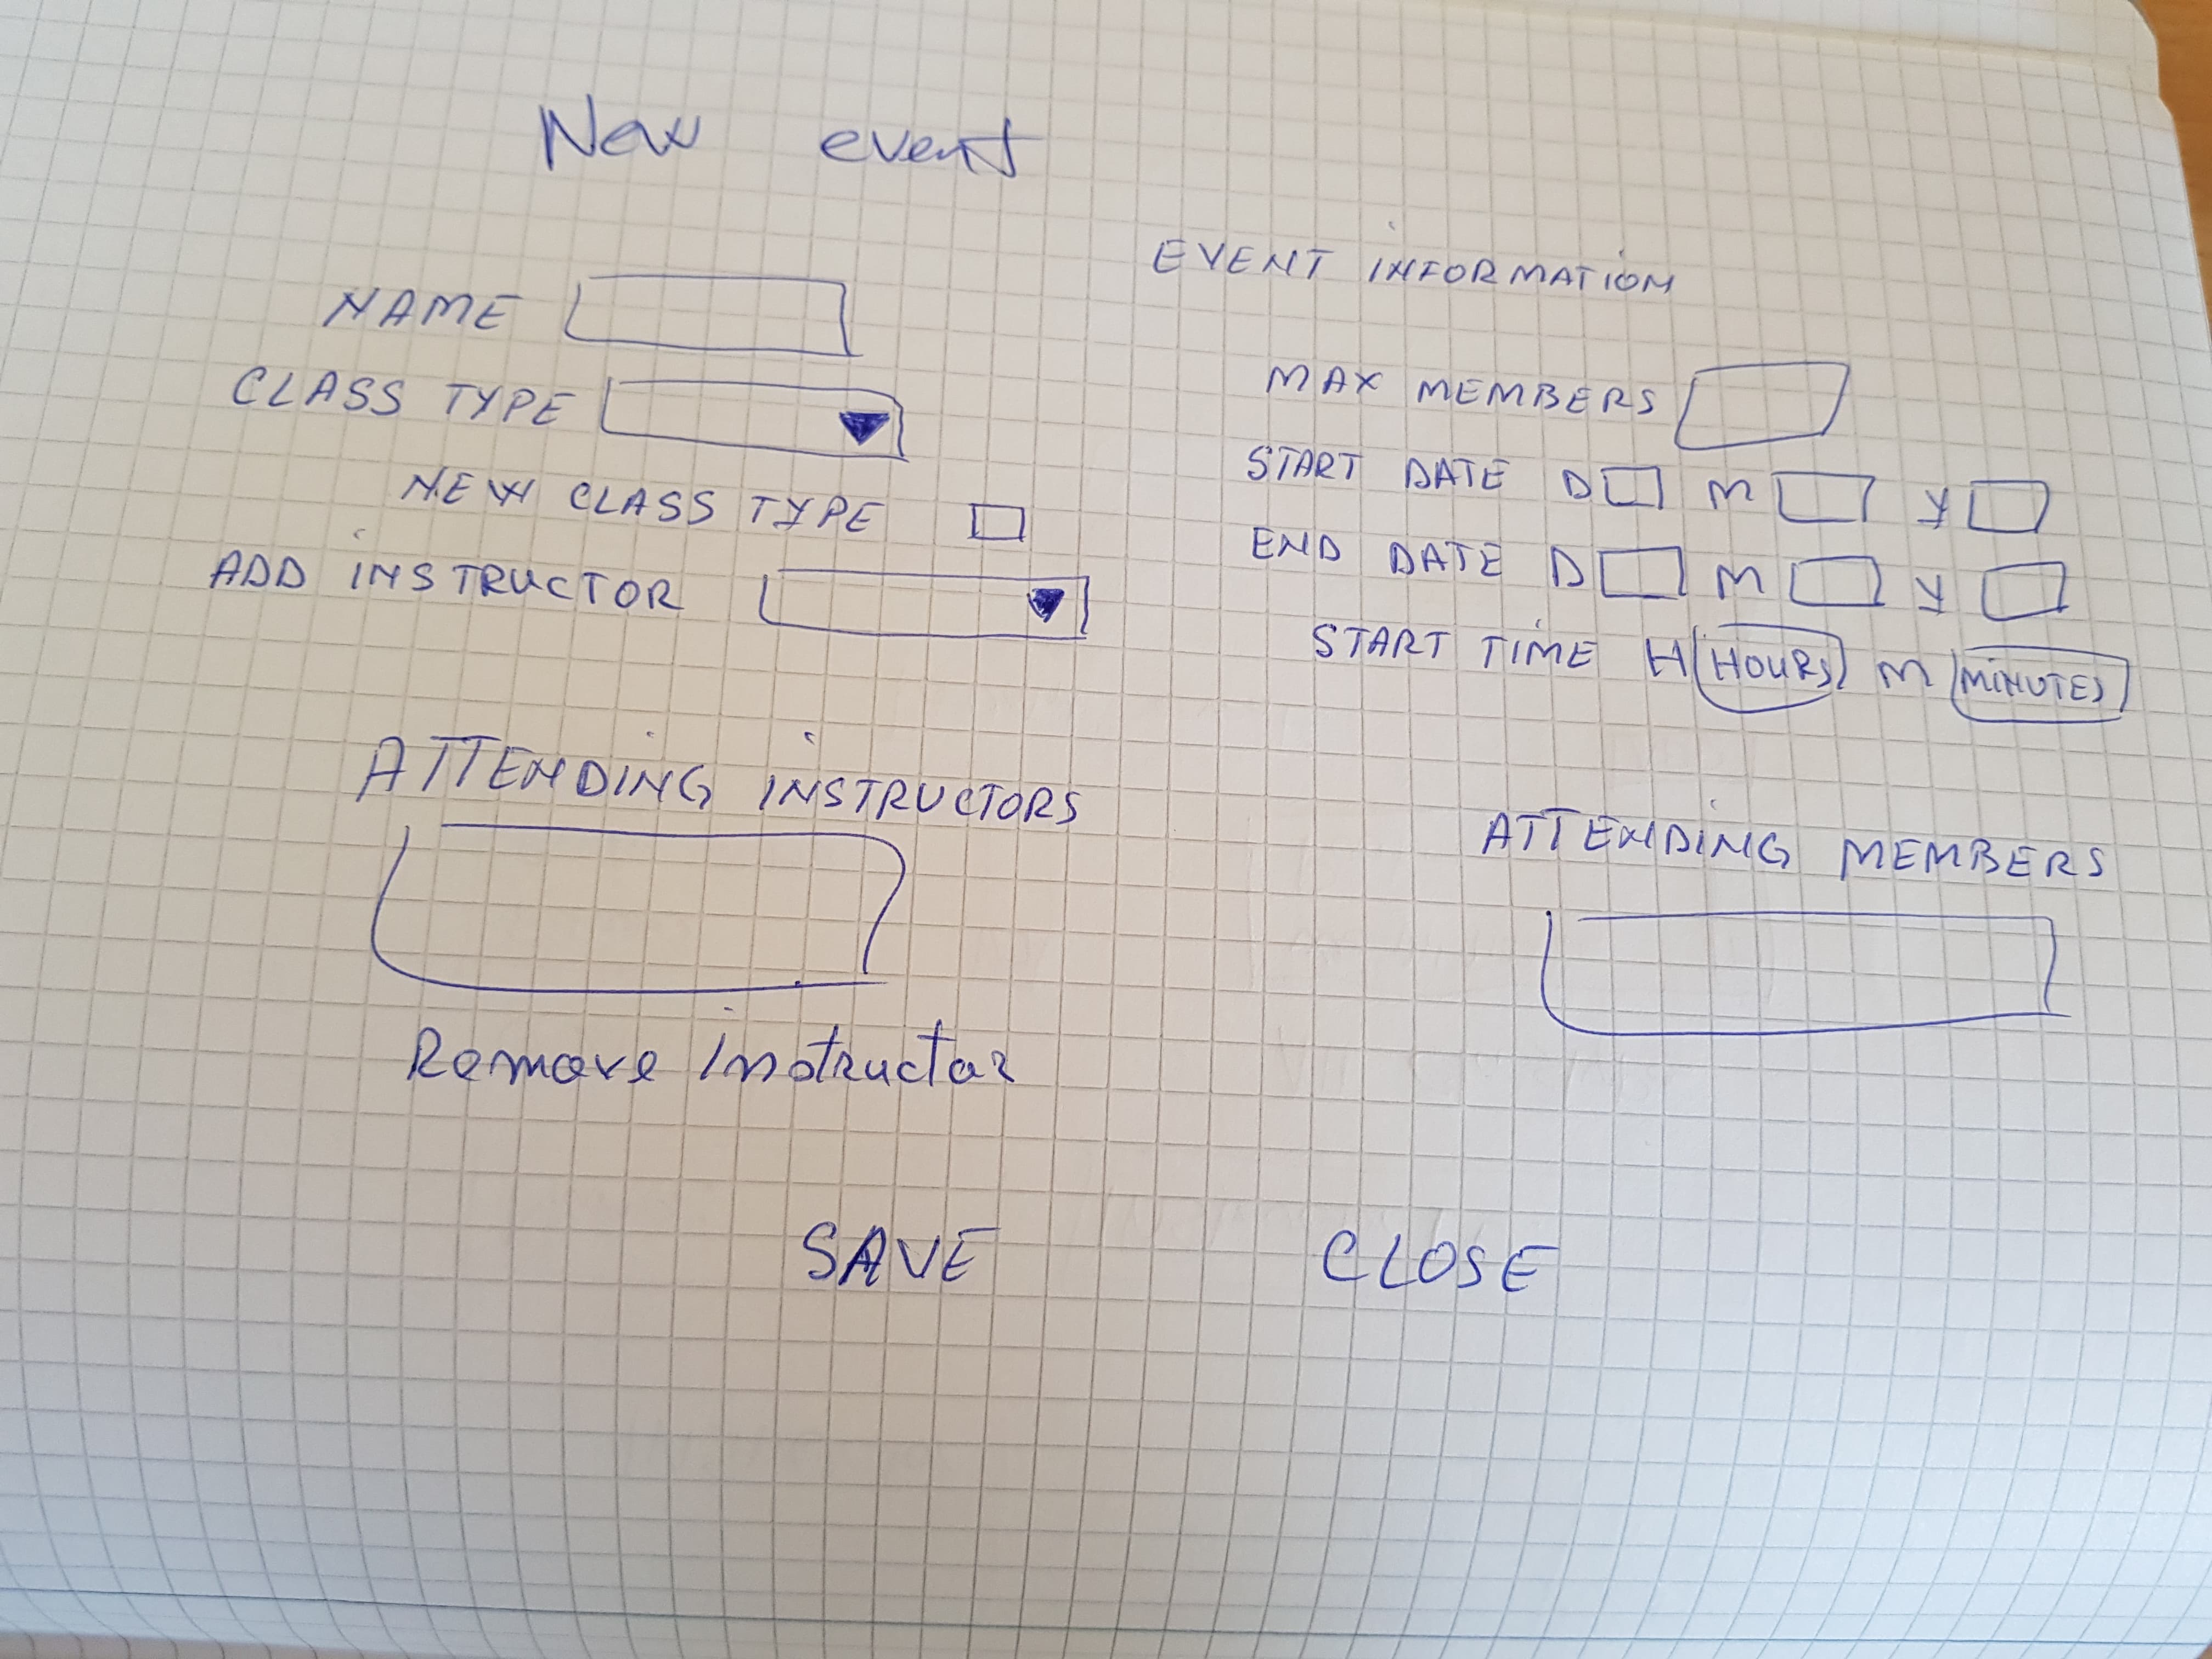 New event
NAME
CLASS TYPE
NEW CLASS TYPE
ADD INSTRUCTOR
EVENT INFORMATION
MAX MEMBERS
START DATE D M Y
END DATE D M Y
START TIME H HOURS M MINUTES
ATTENDING INSTRUCTORS
Remove instructor
ATTENDING MEMBERS
SAVE CLOSE